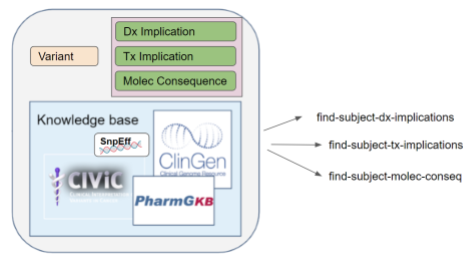 Dx Implication
Variant
Tx Implication
Molec Consequence
Knowledge base
SnpEff
ClinGen
Clinical Genome Resource
CIViC
PharmGKB
find-subject-dx-implications
find-subject-tx-implications
find-subject-molec-conseq